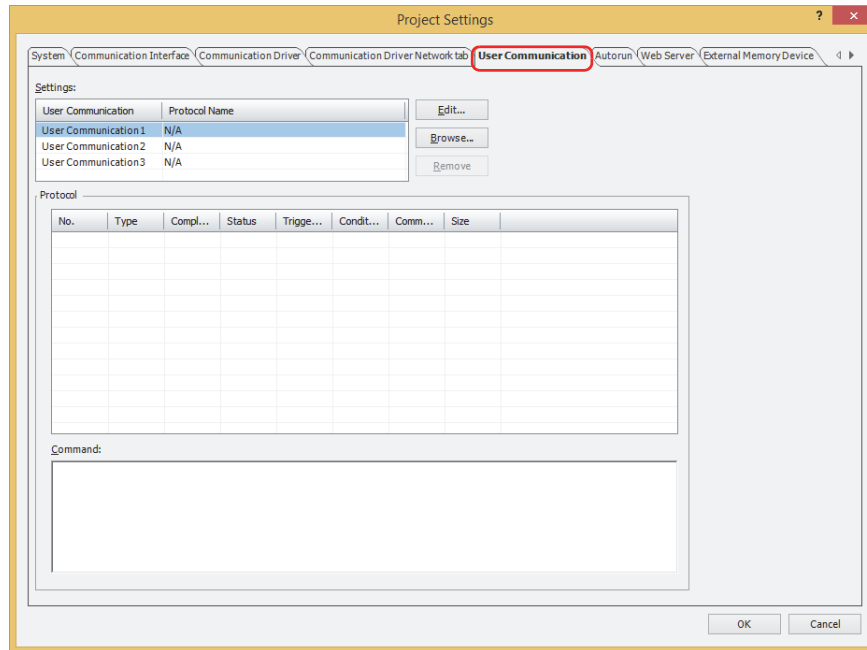 Project Settings ? ×
System Communication Interface Communication Driver Communication Driver Network tab User Communication Autorun Web Server External Memory Device
Settings:
User Communication Protocol Name
User Communication1 N/A
User Communication2 N/A
User Communication3 N/A
Edit...
Browse...
Remove
Protocol
No. Type Compl... Status Trigge... Condit... Comm... Size
Command:
OK Cancel